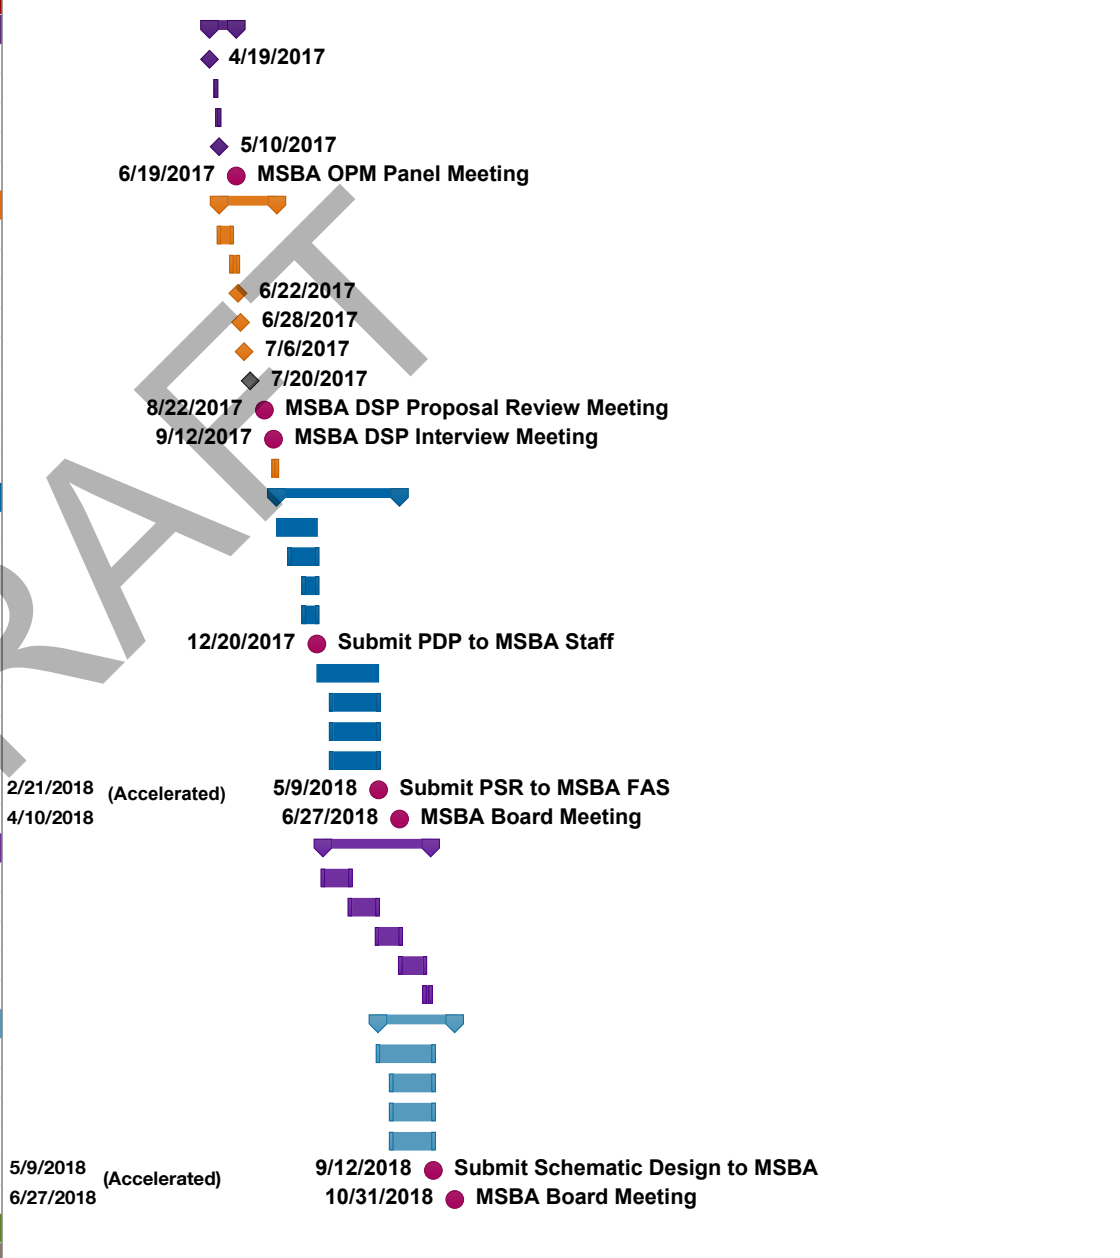 4/19/2017
5/10/2017
6/19/2017 MSBA OPM Panel Meeting
6/22/2017
6/28/2017
7/6/2017
7/20/2017
8/22/2017 MSBA DSP Proposal Review Meeting
9/12/2017 MSBA DSP Interview Meeting
12/20/2017 Submit PDP to MSBA Staff
2/21/2018 (Accelerated) 5/9/2018 Submit PSR to MSBA FAS
4/10/2018 6/27/2018 MSBA Board Meeting
5/9/2018 (Accelerated) 9/12/2018 Submit Schematic Design to MSBA
6/27/2018 10/31/2018 MSBA Board Meeting
RAFT